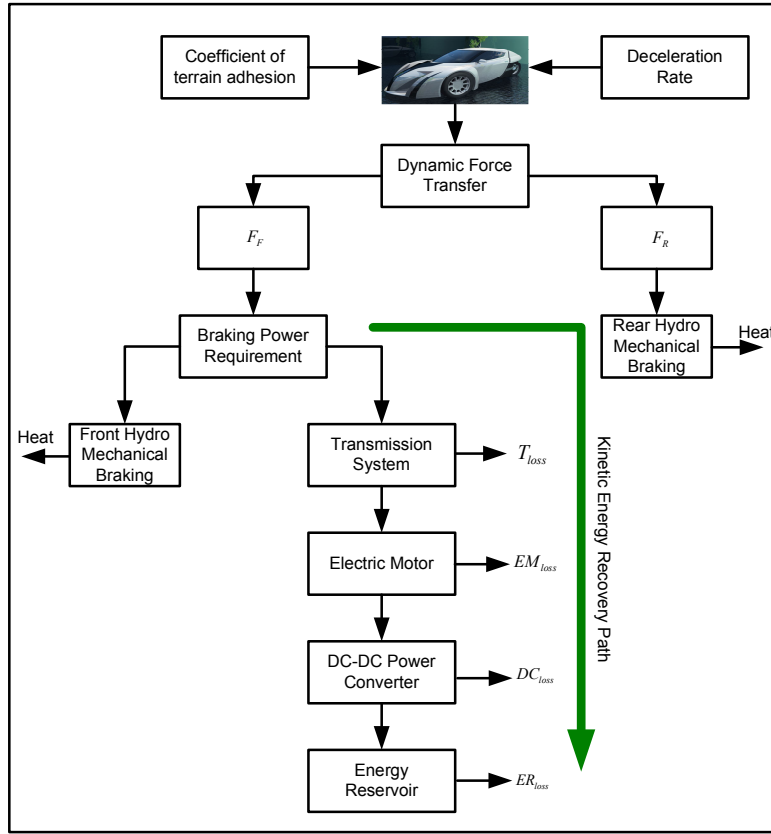 Coefficient of
terrain adhesion
Deceleration
Rate
Dynamic Force
Transfer
F_F
F_R
Braking Power
Requirement
Rear Hydro
Mechanical
Braking
Heat
Heat
Front Hydro
Mechanical
Braking
Transmission
System
T_loss
Kinetic Energy Recovery Path
Electric Motor
EM_loss
DC-DC Power
Converter
DC_loss
Energy
Reservoir
ER_loss